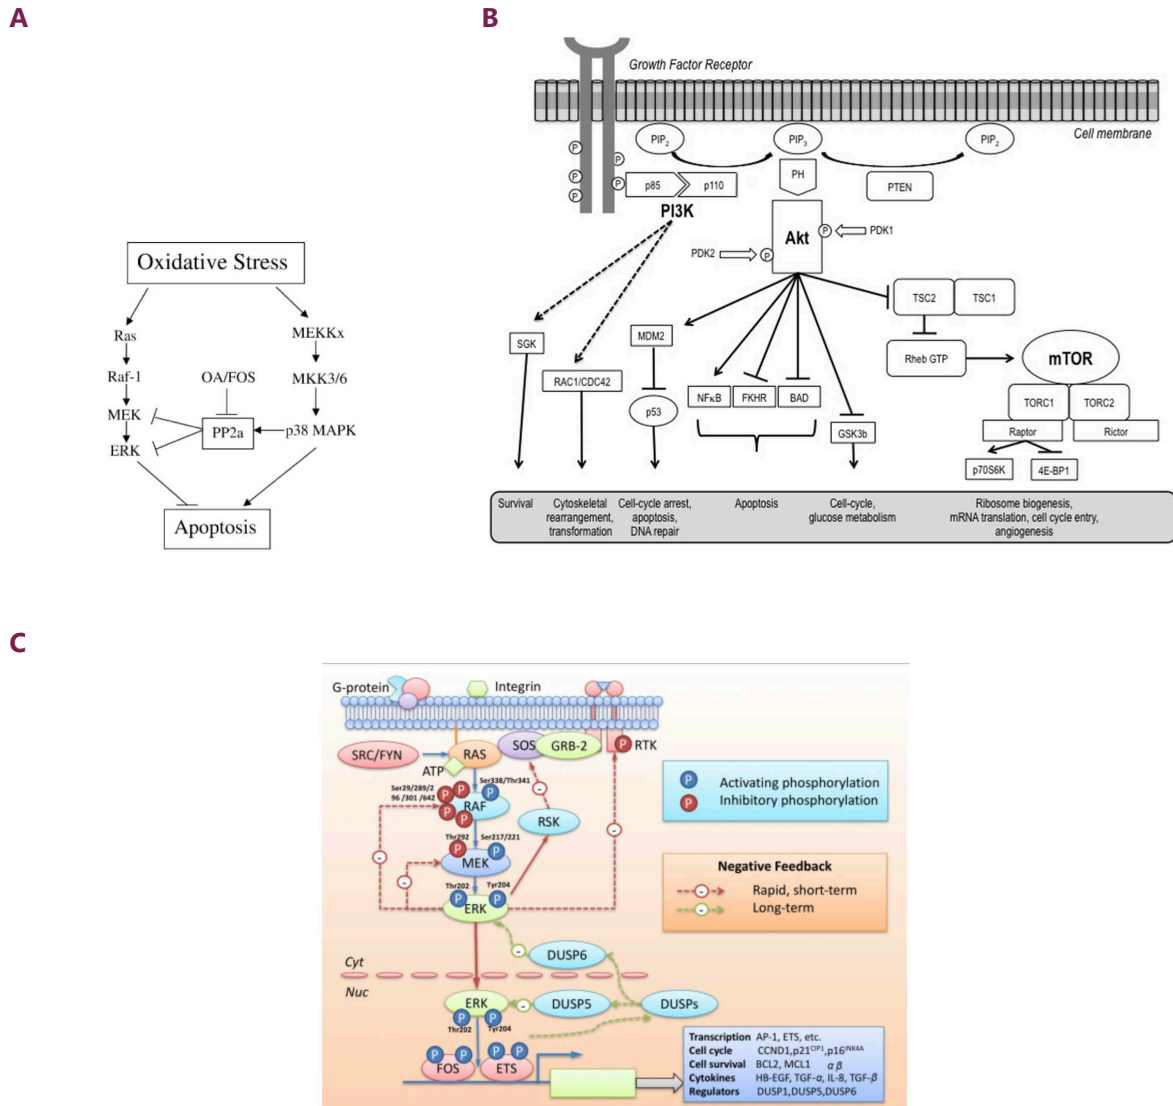 A
Oxidative Stress
Ras
MEKKx
Raf-1
OA/FOS
MKK3/6
MEK
PP2a
p38 MAPK
ERK
Apoptosis
B
Growth Factor Receptor
Cell membrane
PIP2
PIP3
PIP2
P
P
P
P
P
p85
p110
PH
PTEN
PI3K
Akt
P
PDK1
PDK2
P
TSC2
TSC1
SGK
MDM2
Rheb GTP
mTOR
RAC1/CDC42
NFκB
FKHR
BAD
TORC1
TORC2
p53
GSK3b
Raptor
Rictor
p70S6K
4E-BP1
Survival
Cytoskeletal
rearrangement,
transformation
Cell-cycle arrest,
apoptosis,
DNA repair
Apoptosis
Cell-cycle,
glucose metabolism
Ribosome biogenesis,
mRNA translation, cell cycle entry,
angiogenesis
C
G-protein
Integrin
SRC/FYN
RAS
SOS
GRB-2
P
RTK
ATP
Ser29/289/2
96 /301 /642
Ser338/Thr341
P
P
P
P
P
P
RAF
RSK
-
-
Thr292
Ser217/221
P
P
MEK
-
-
Thr202
Tyr204
P
P
ERK
DUSP6
-
Cyt
Nuc
ERK
-
DUSP5
DUSPs
P
P
Thr202
Tyr204
P
P
P
P
FOS
ETS
P Activating phosphorylation
P Inhibitory phosphorylation
Negative Feedback
- Rapid, short-term
- Long-term
Transcription AP-1, ETS, etc.
Cell cycle CCND1,p21CIP1,p16INK4A
Cell survival BCL2, MCL1 α β
Cytokines HB-EGF, TGF-α, IL-8, TGF-β
Regulators DUSP1,DUSP5,DUSP6